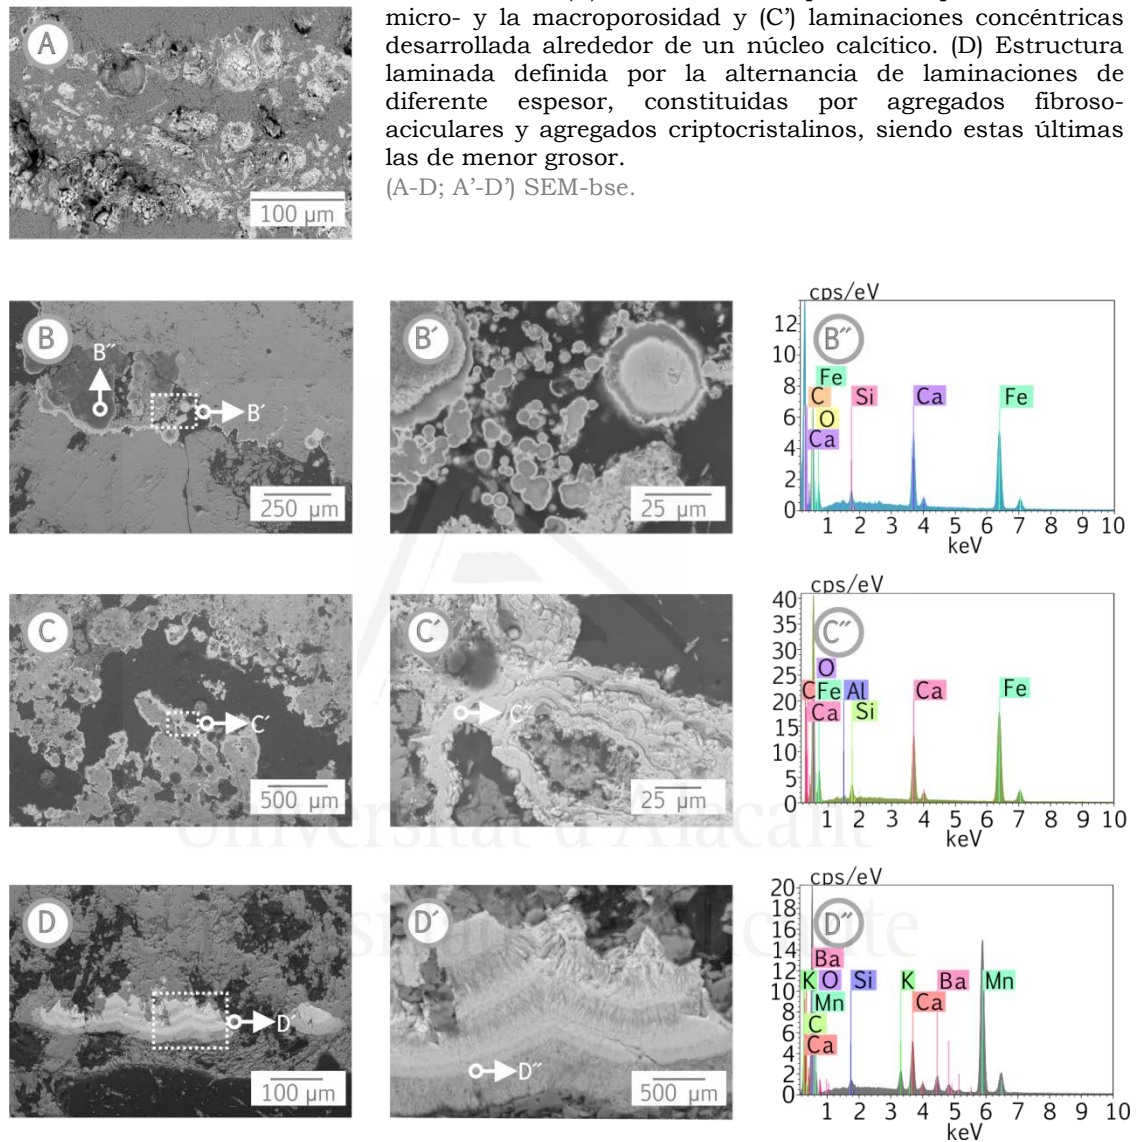 micro- y la macroporosidad y (C’) laminaciones concéntricas
desarrollada alrededor de un núcleo calcítico. (D) Estructura
laminada definida por la alternancia de laminaciones de
diferente espesor, constituidas por agregados fibroso-
aciculares y agregados criptocristalinos, siendo estas últimas
las de menor grosor.
(A-D; A’-D’) SEM-bse.
A
100 µm
B
B″
B′
250 µm
B′
25 µm
cps/eV
B″
12
10
8
6
4
2
0
Fe
C
O
Ca
Si
Ca
Fe
1 2 3 4 5 6 7 8 9 10
keV
C
C′
500 µm
C′
C″
25 µm
cps/eV
C″
40
35
30
25
20
15
10
5
0
O
C Fe Al
Ca Si
Ca
Fe
1 2 3 4 5 6 7 8 9 10
keV
D
D′
100 µm
D′
D″
500 µm
cps/eV
D″
20
18
16
14
12
10
8
6
4
2
0
Ba
K O Si K Ba Mn
Mn Ca
C
Ca
1 2 3 4 5 6 7 8 9 10
keV
Universitat d'Alacant